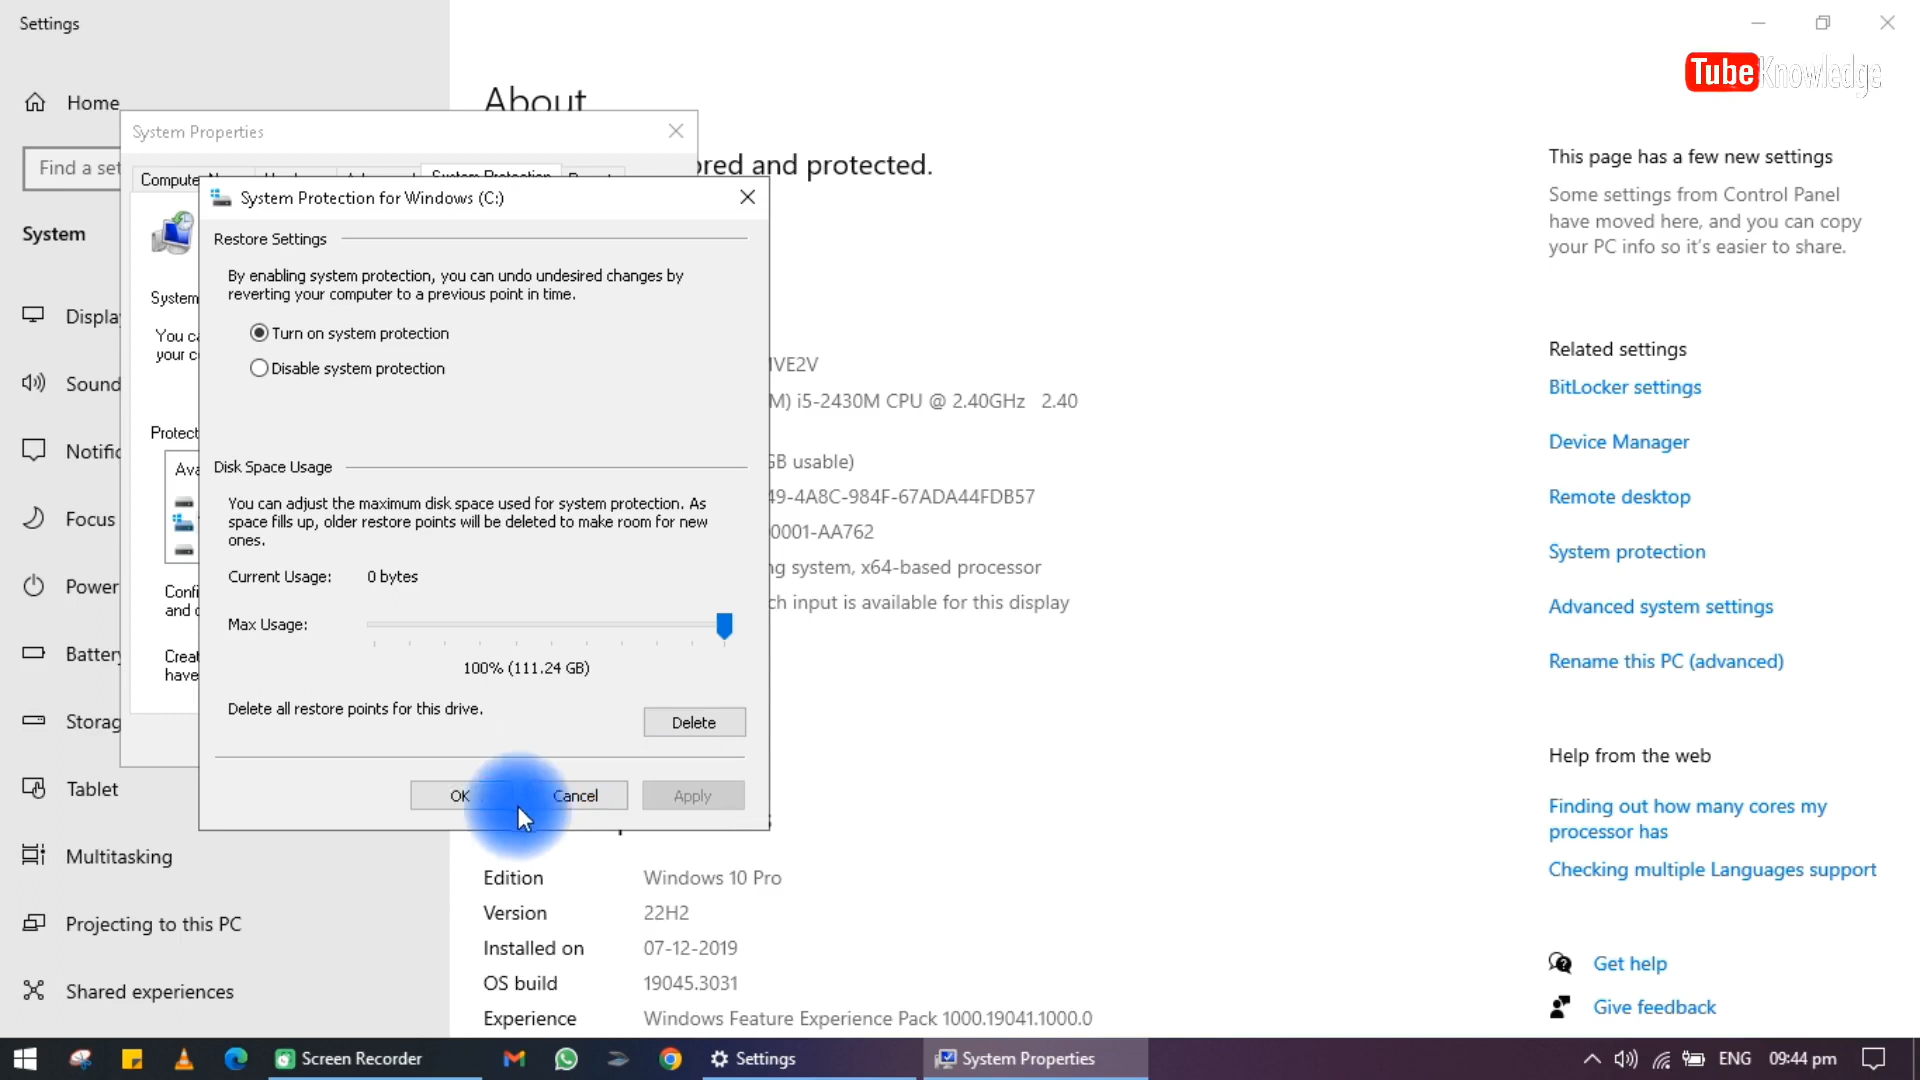 Settings
TubeKnowledge
Home
About
System Properties
Find a set
ored and protected.
This page has a few new settings
Some settings from Control Panel
have moved here, and you can copy
your PC info so it's easier to share.
Compute
System Protection
System Protection for Windows (C:)
System
Restore Settings
By enabling system protection, you can undo undesired changes by
reverting your computer to a previous point in time.
Turn on system protection
Disable system protection
System
You ca
your c
Display
Sound
Protect
Notific
Ava
Focus
Power
Confi
and c
Battery
Creat
have
Storag
Disk Space Usage
You can adjust the maximum disk space used for system protection. As
space fills up, older restore points will be deleted to make room for new
ones.
Current Usage: 0 bytes
Max Usage:
100% (111.24 GB)
Delete all restore points for this drive.
Delete
OK Cancel Apply
IVE2V
M) i5-2430M CPU @ 2.40GHz 2.40
GB usable)
49-4A8C-984F-67ADA44FDB57
0001-AA762
ng system, x64-based processor
ch input is available for this display
Related settings
BitLocker settings
Device Manager
Remote desktop
System protection
Advanced system settings
Rename this PC (advanced)
Help from the web
Finding out how many cores my
processor has
Checking multiple Languages support
Get help
Give feedback
Tablet
Multitasking
Projecting to this PC
Shared experiences
Edition Windows 10 Pro
Version 22H2
Installed on 07-12-2019
OS build 19045.3031
Experience Windows Feature Experience Pack 1000.19041.1000.0
Screen Recorder
Settings
System Properties
ENG 09:44 pm